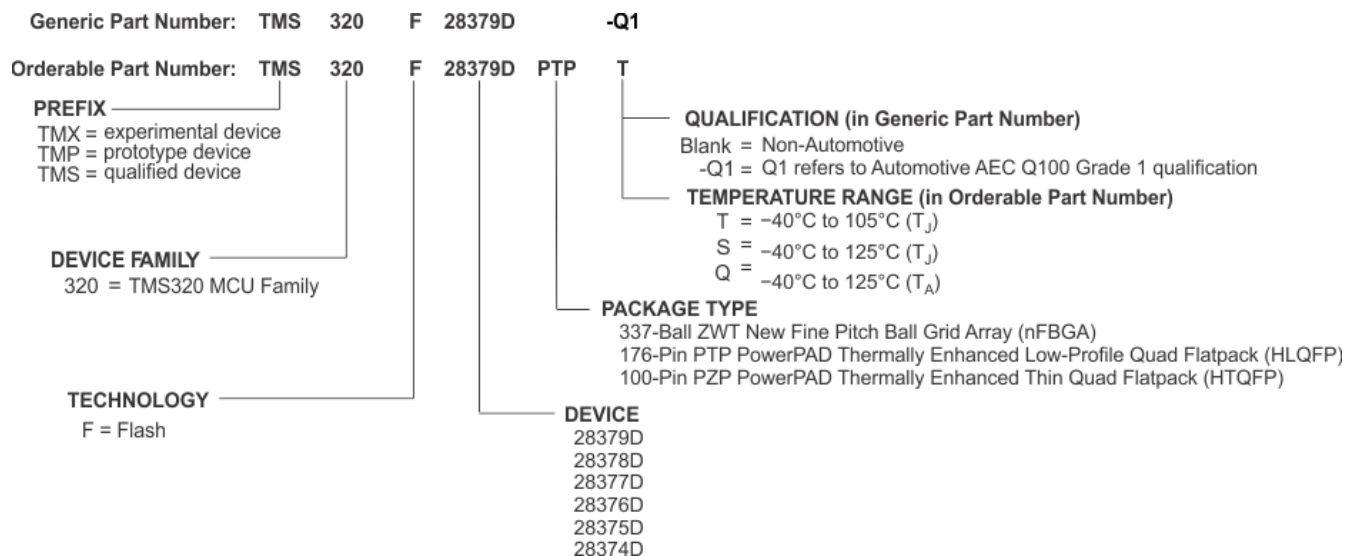 Generic Part Number: TMS 320 F 28379D -Q1
Orderable Part Number: TMS 320 F 28379D PTP T
PREFIX
TMX = experimental device
TMP = prototype device
TMS = qualified device
QUALIFICATION (in Generic Part Number)
Blank = Non-Automotive
-Q1 = Q1 refers to Automotive AEC Q100 Grade 1 qualification
TEMPERATURE RANGE (in Orderable Part Number)
T = −40°C to 105°C (TJ)
S = −40°C to 125°C (TJ)
Q = −40°C to 125°C (TA)
DEVICE FAMILY
320 = TMS320 MCU Family
PACKAGE TYPE
337-Ball ZWT New Fine Pitch Ball Grid Array (nFBGA)
176-Pin PTP PowerPAD Thermally Enhanced Low-Profile Quad Flatpack (HLQFP)
100-Pin PZP PowerPAD Thermally Enhanced Thin Quad Flatpack (HTQFP)
TECHNOLOGY
F = Flash
DEVICE
28379D
28378D
28377D
28376D
28375D
28374D